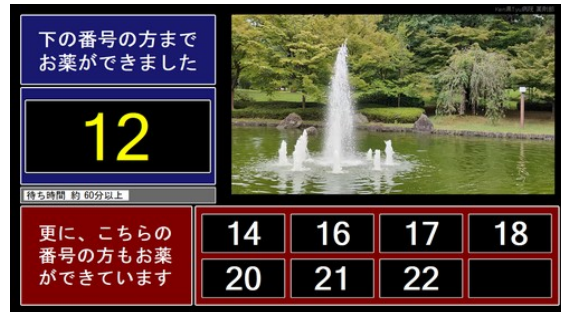 下の番号の方まで
お薬ができました
12
待ち時間 約 60分以上
更に、こちらの
番号の方もお薬
ができています
14 16 17 18
20 21 22